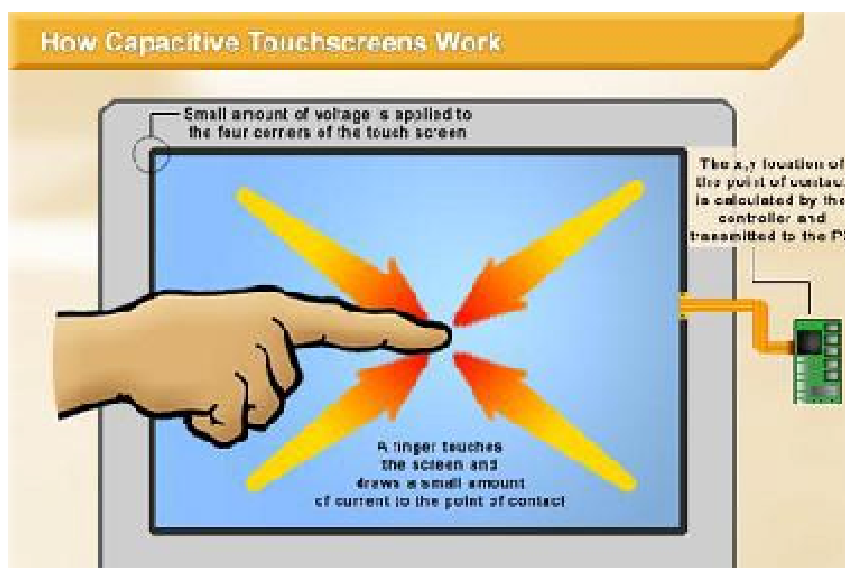 How Capacitive Touchscreens Work
Small amount of voltage is applied to
the four corners of the touch screen
The x,y location of
the point of contac
is calculated by the
controller and
transmitted to the P
A finger touches
the screen and
draws a small amount
of current to the point of contact